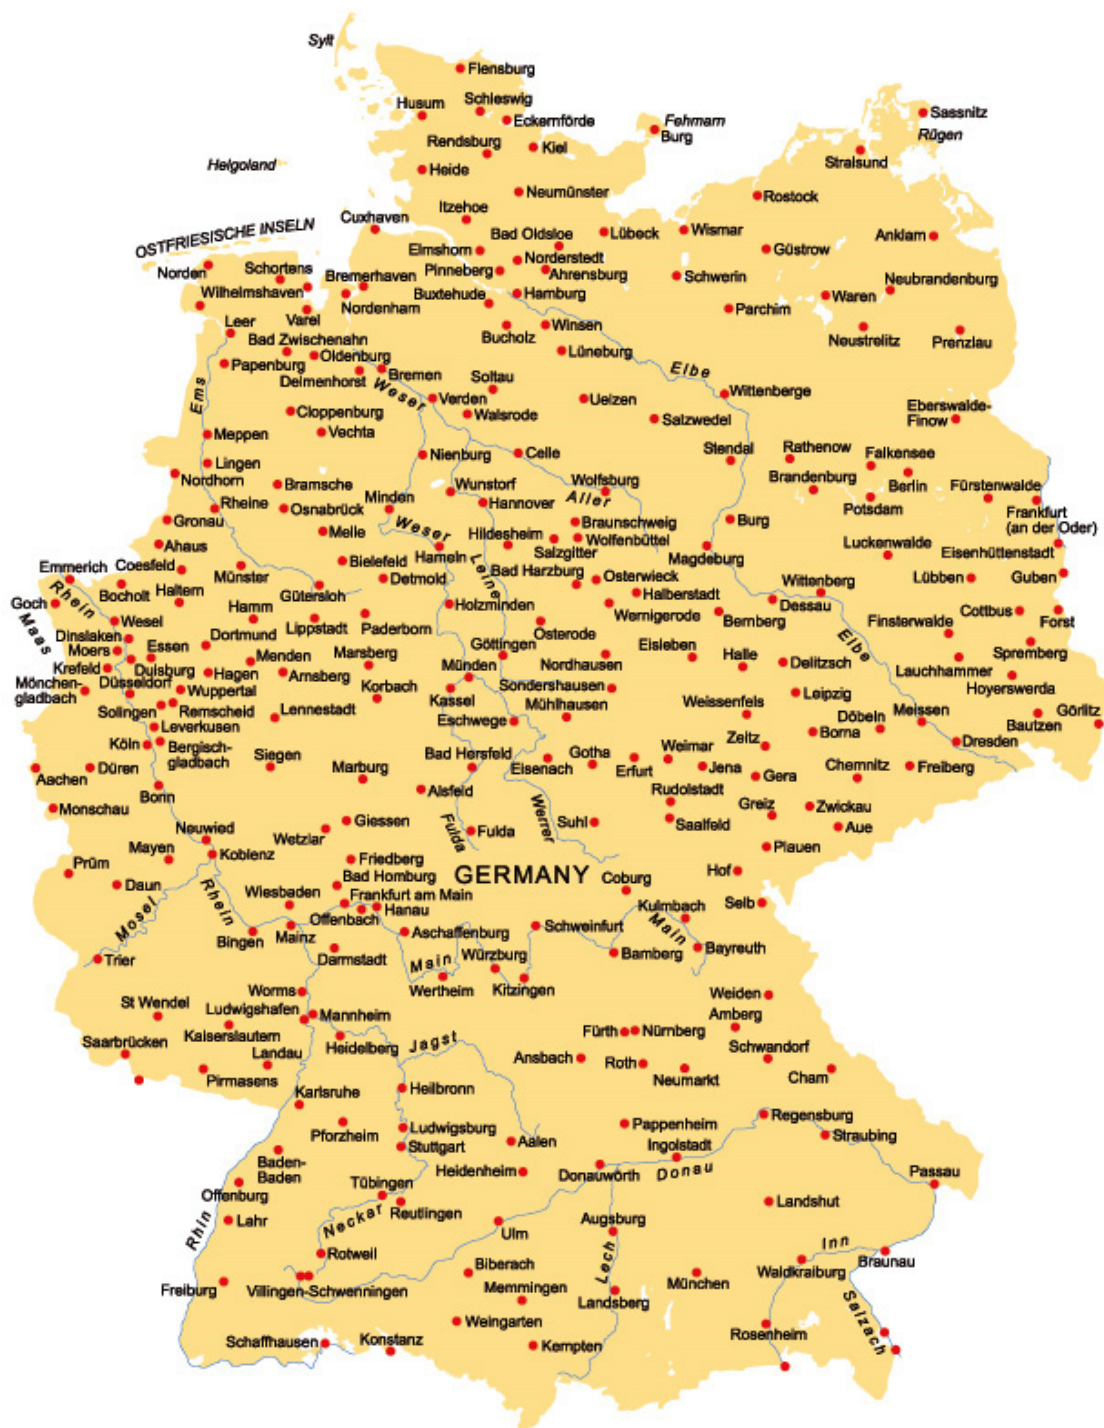 Sylt
Flensburg
Husum
Schleswig
Eckernförde
Fehmarn
Burg
Sassnitz
Rügen
Rendsburg
Kiel
Stralsund
Helgoland
Heide
Neumünster
Rostock
Itzehoe
Cuxhaven
OSTFRIESISCHE INSELN
Bad Oldsloe
Lübeck
Wismar
Güstrow
Anklam
Elmshorn
Norderstedt
Norden
Schortens
Pinneberg
Ahrensburg
Schwerin
Bremerhaven
Neubrandenburg
Wilhelmshaven
Nordenham
Buxtehude
Hamburg
Waren
Varel
Parchim
Leer
Bucholz
Winsen
Neustrelitz
Prenzlau
Bad Zwischenahn
Oldenburg
Lüneburg
Papenburg
Delmenhorst
Bremen
Elbe
Ems
Weser
Soltau
Verden
Uelzen
Wittenberge
Cloppenburg
Walsrode
Salzwedel
Eberswalde-
Finow
Vechta
Meppen
Nienburg
Celle
Stendal
Rathenow
Falkensee
Lingen
Nordhorn
Bramsche
Wunstorf
Wolfsburg
Brandenburg
Berlin
Fürstenwalde
Rheine
Minden
Hannover
Aller
Potsdam
Osnabrück
Frankfurt
(an der Oder)
Gronau
Melle
Weser
Hildesheim
Braunschweig
Burg
Wolfenbüttel
Salzgitter
Luckenwalde
Ahaus
Hameln
Magdeburg
Eisenhüttenstadt
Emmerich
Coesfeld
Bielefeld
Leine
Bad Harzburg
Münster
Detmold
Osterwieck
Wittenberg
Lübben
Guben
Rhein
Bocholt
Haltern
Gütersloh
Halberstadt
Goch
Hamm
Holzminden
Wernigerode
Dessau
Cottbus
Maas
Wesel
Lippstadt
Paderborn
Bernberg
Forst
Dinslaken
Dortmund
Osterode
Finsterwalde
Moers
Essen
Göttingen
Eisleben
Elbe
Spremberg
Krefeld
Duisburg
Menden
Marsberg
Münden
Nordhausen
Halle
Delitzsch
Lauchhammer
Düsseldorf
Hagen
Arnsberg
Hoyerswerda
Mönchen-
gladbach
Wuppertal
Korbach
Kassel
Sondershausen
Leipzig
Solingen
Remscheid
Mühlhausen
Weissenfels
Meissen
Görlitz
Lennestadt
Eschwege
Döbeln
Bautzen
Leverkusen
Borna
Köln
Bergisch-
gladbach
Bad Hersfeld
Zeitz
Dresden
Gotha
Weimar
Aachen
Düren
Siegen
Eisenach
Erfurt
Jena
Gera
Chemnitz
Freiberg
Marburg
Bonn
Alsfeld
Rudolstadt
Monschau
Greiz
Zwickau
Neuwied
Giessen
Fulda
Fulda
Werrer
Suhl
Saalfeld
Aue
Wetzlar
Mayen
Koblenz
Plauen
Prüm
Friedberg
Bad Homburg
GERMANY
Hof
Daun
Wiesbaden
Frankfurt am Main
Coburg
Mosel
Rhein
Offenbach
Hanau
Kulmbach
Selb
Bingen
Mainz
Aschaffenburg
Schweinfurt
Main
Bayreuth
Trier
Darmstadt
Main
Würzburg
Bamberg
Wertheim
Kitzingen
Worms
Weiden
St Wendel
Ludwigshafen
Mannheim
Amberg
Kaiserslautern
Fürth
Nürnberg
Saarbrücken
Heidelberg
Jagst
Ansbach
Schwandorf
Landau
Roth
Pirmasens
Neumarkt
Cham
Heilbronn
Karlsruhe
Regensburg
Pforzheim
Ludwigsburg
Pappenheim
Straubing
Stuttgart
Aalen
Ingolstadt
Baden-
Baden
Heidenheim
Donauwörth
Donau
Passau
Offenburg
Tübingen
Reutlingen
Landshut
Rhin
Lahr
Neckar
Ulm
Augsburg
Inn
Rotweil
Lech
Braunau
Biberach
Waldkraiburg
Freiburg
Villingen-Schwenningen
München
Memmingen
Landsberg
Salzach
Weingarten
Rosenheim
Schaffhausen
Konstanz
Kempten